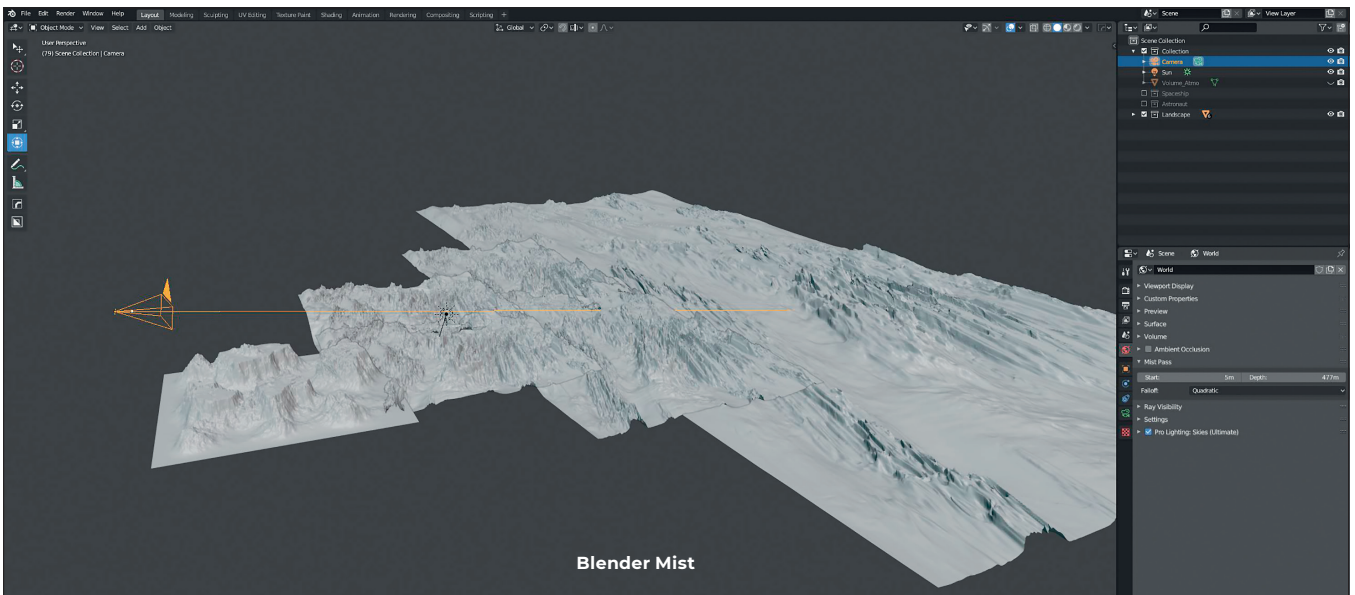 File Edit Render Window Help Layout Modeling Sculpting UV Editing Texture Paint Shading Animation Rendering Compositing Scripting +
Scene View Layer
Object Mode View Select Add Object
Global
User Perspective
(79) Scene Collection | Camera
Scene Collection
Collection
Camera
Sun
Volume_Atmo
Spaceship
Astronaut
Landscape
Scene World
World
Viewport Display
Custom Properties
Preview
Surface
Volume
Ambient Occlusion
Mist Pass
Start: 5m Depth: 477m
Falloff: Quadratic
Ray Visibility
Settings
Pro Lighting: Skies (Ultimate)
Blender Mist